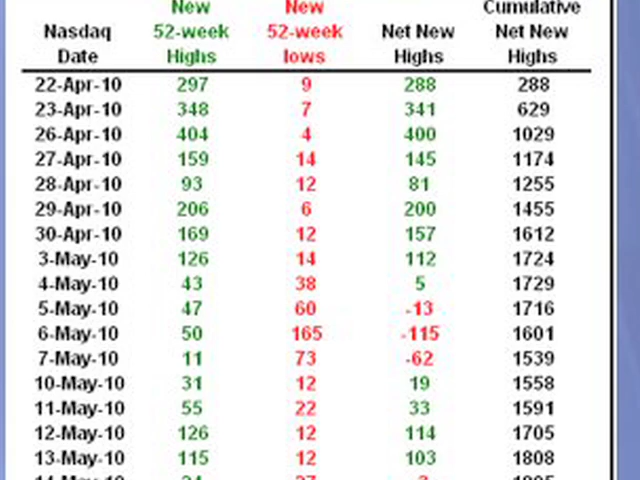 New New Cumulative
Nasdaq 52-week 52-week Net New Net New
Date Highs lows Highs Highs
22-Apr-10 297 9 288 288
23-Apr-10 348 7 341 629
26-Apr-10 404 4 400 1029
27-Apr-10 159 14 145 1174
28-Apr-10 93 12 81 1255
29-Apr-10 206 6 200 1455
30-Apr-10 169 12 157 1612
3-May-10 126 14 112 1724
4-May-10 43 38 5 1729
5-May-10 47 60 -13 1716
6-May-10 50 165 -115 1601
7-May-10 11 73 -62 1539
10-May-10 31 12 19 1558
11-May-10 55 22 33 1591
12-May-10 126 12 114 1705
13-May-10 115 12 103 1808